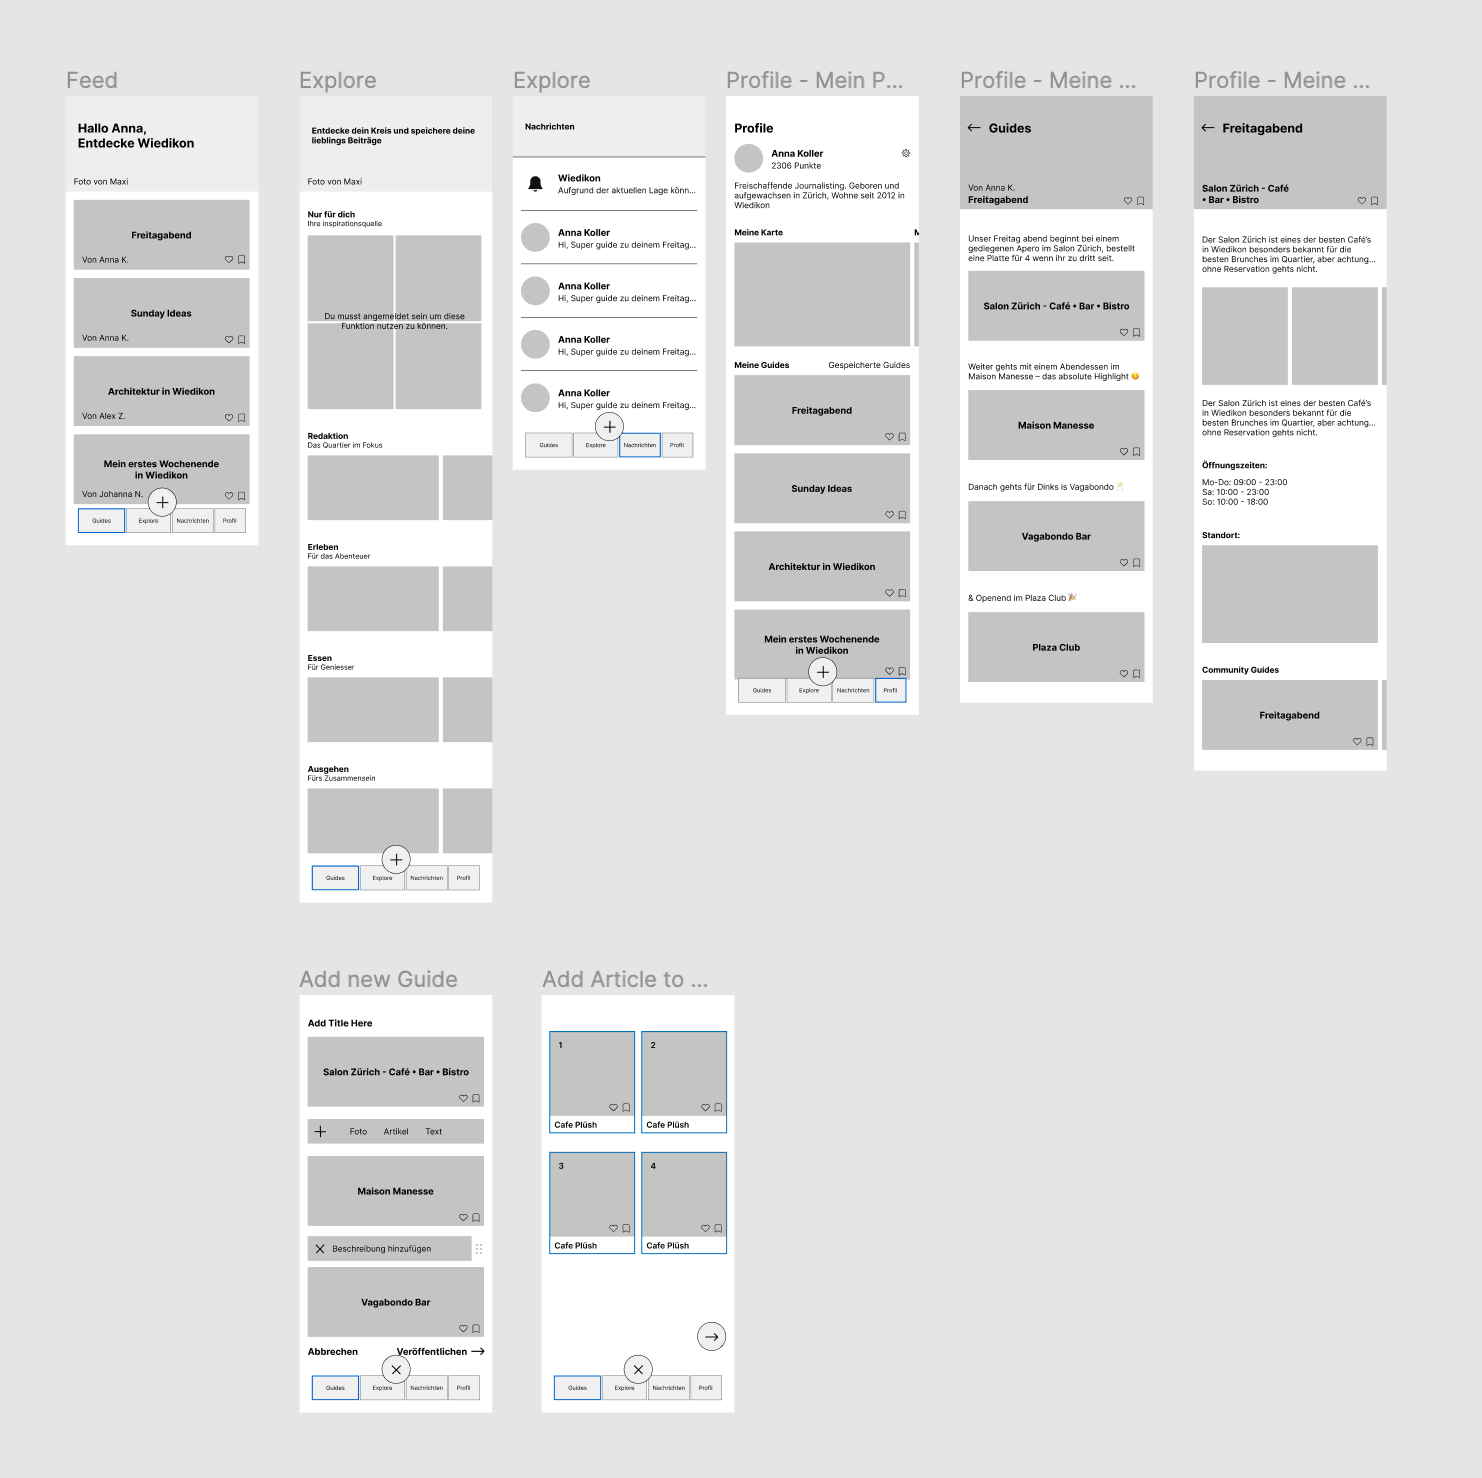 Feed
Hallo Anna,
Entdecke Wiedikon
Foto von Maxi
Freitagabend
Von Anna K.
Sunday Ideas
Von Anna K.
Architektur in Wiedikon
Von Alex Z.
Mein erstes Wochenende
in Wiedikon
Von Johanna N.
Guides
Explore
Nachrichten
Profil
Explore
Entdecke dein Kreis und speichere deine
lieblings Beiträge
Foto von Maxi
Nur für dich
Ihre inspirationsquelle
Du musst angemeldet sein um diese
Funktion nutzen zu können.
Redaktion
Das Quartier im Fokus
Erleben
Für das Abenteuer
Essen
Für Geniesser
Ausgehen
Fürs Zusammensein
Guides
Explore
Nachrichten
Profil
Explore
Nachrichten
Wiedikon
Aufgrund der aktuellen Lage könn...
Anna Koller
Hi, Super guide zu deinem Freitag...
Anna Koller
Hi, Super guide zu deinem Freitag...
Anna Koller
Hi, Super guide zu deinem Freitag...
Anna Koller
Hi, Super guide zu deinem Freitag...
Guides
Explore
Nachrichten
Profil
Profile - Mein P...
Profile
Anna Koller
2306 Punkte
Freischaffende Journalisting. Geboren und
aufgewachsen in Zürich, Wohne seit 2012 in
Wiedikon
Meine Karte
M
Meine Guides
Gespeicherte Guides
Freitagabend
Sunday Ideas
Architektur in Wiedikon
Mein erstes Wochenende
in Wiedikon
Guides
Explore
Nachrichten
Profil
Profile - Meine ...
← Guides
Von Anna K.
Freitagabend
Unser Freitag abend beginnt bei einem
gediegenen Apero im Salon Zürich, bestellt
eine Platte für 4 wenn ihr zu dritt seit.
Salon Zürich - Café • Bar • Bistro
Weiter gehts mit einem Abendessen im
Maison Manesse – das absolute Highlight 😋
Maison Manesse
Danach gehts für Dinks is Vagabondo 🥂
Vagabondo Bar
& Openend im Plaza Club 🎉
Plaza Club
Profile - Meine ...
← Freitagabend
Salon Zürich - Café
• Bar • Bistro
Der Salon Zürich ist eines der besten Café's
in Wiedikon besonders bekannt für die
besten Brunches im Quartier, aber achtung...
ohne Reservation gehts nicht.
Der Salon Zürich ist eines der besten Café's
in Wiedikon besonders bekannt für die
besten Brunches im Quartier, aber achtung...
ohne Reservation gehts nicht.
Öffnungszeiten:
Mo-Do: 09:00 - 23:00
Sa: 10:00 - 23:00
So: 10:00 - 18:00
Standort:
Community Guides
Freitagabend
Add new Guide
Add Title Here
Salon Zürich - Café • Bar • Bistro
Foto Artikel Text
Maison Manesse
Beschreibung hinzufügen
Vagabondo Bar
Abbrechen
Veröffentlichen →
Guides
Explore
Nachrichten
Profil
Add Article to ...
1
Cafe Plüsh
2
Cafe Plüsh
3
Cafe Plüsh
4
Cafe Plüsh
Guides
Explore
Nachrichten
Profil